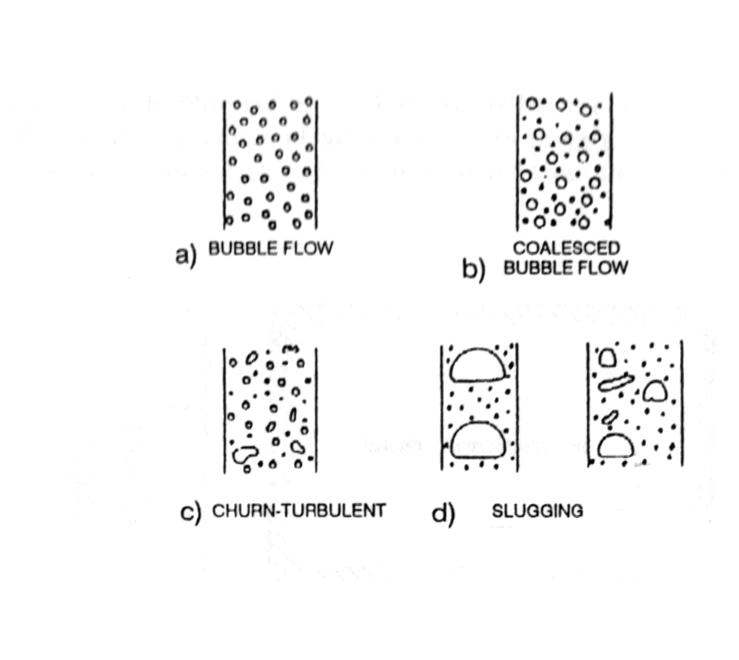 a) BUBBLE FLOW
b) COALESCED
BUBBLE FLOW
c) CHURN-TURBULENT
d) SLUGGING